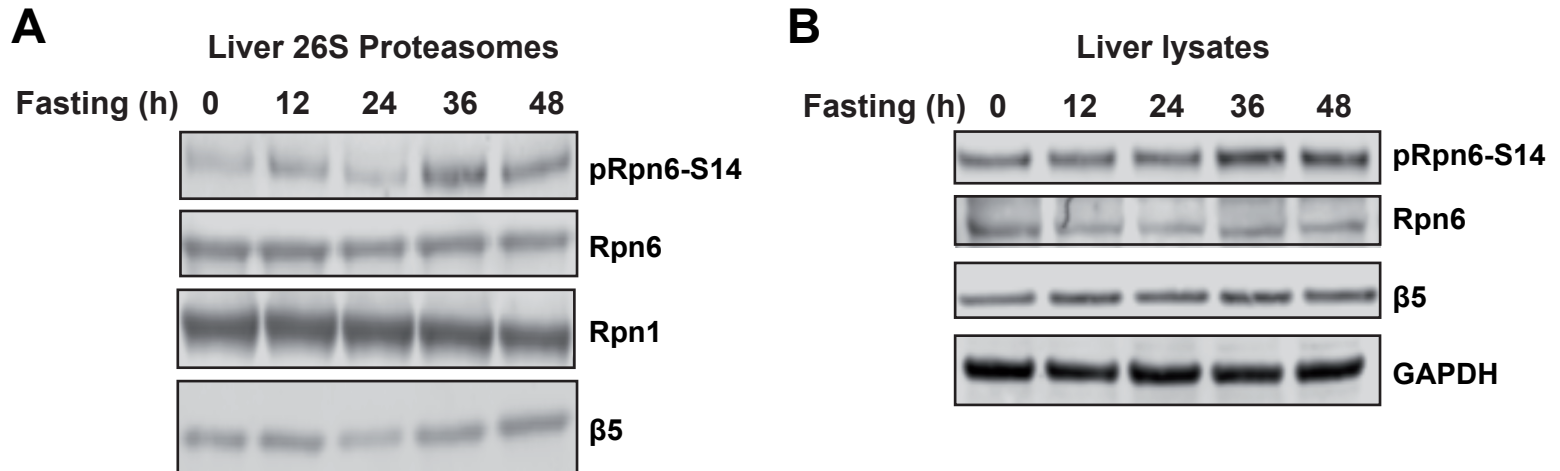 A
Liver 26S Proteasomes
Fasting (h) 0 12 24 36 48
pRpn6-S14
Rpn6
Rpn1
β5
B
Liver lysates
Fasting (h) 0 12 24 36 48
pRpn6-S14
Rpn6
β5
GAPDH